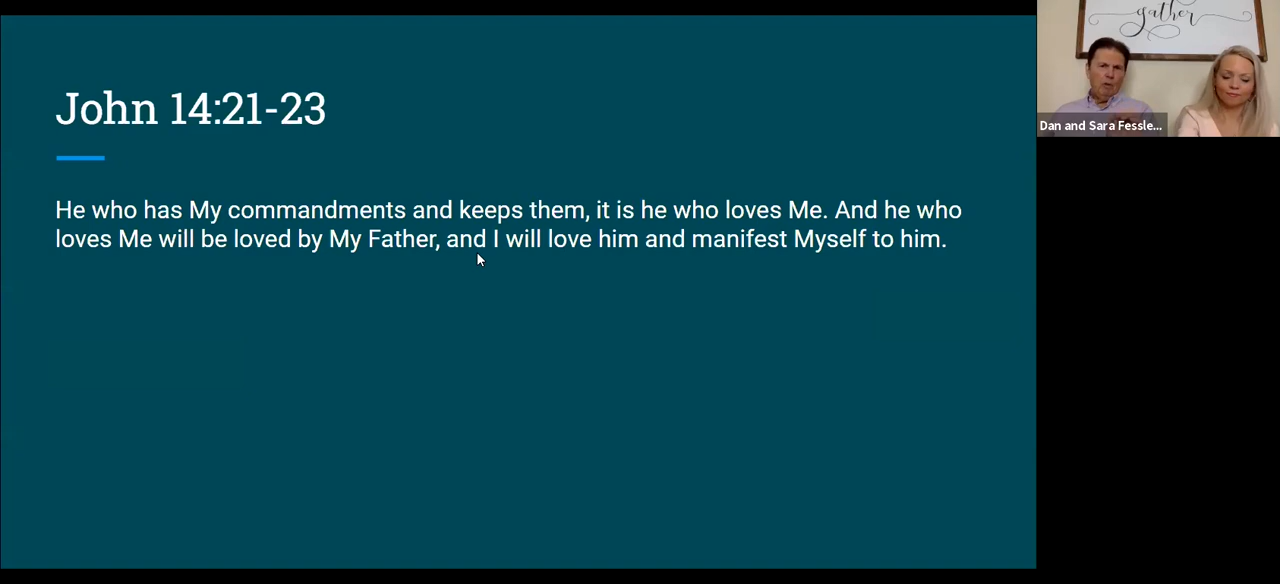 John 14:21-23
He who has My commandments and keeps them, it is he who loves Me. And he who
loves Me will be loved by My Father, and I will love him and manifest Myself to him.
gather
Dan and Sara Fessle...